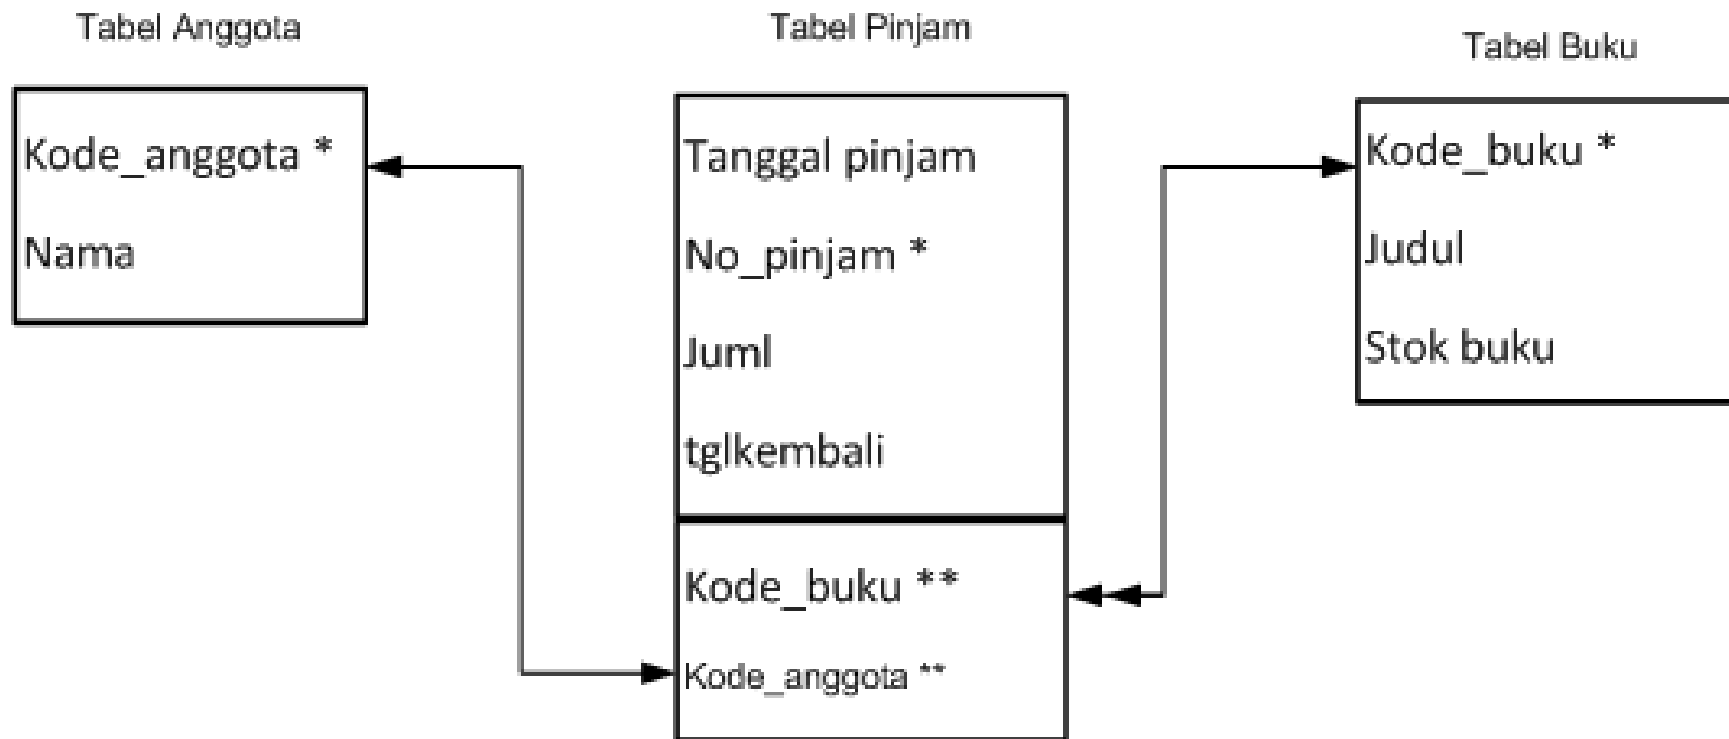 Tabel Anggota
Kode_anggota *
Nama
Tabel Pinjam
Tanggal pinjam
No_pinjam *
Juml
tglkembali
Kode_buku **
Kode_anggota **
Tabel Buku
Kode_buku *
Judul
Stok buku